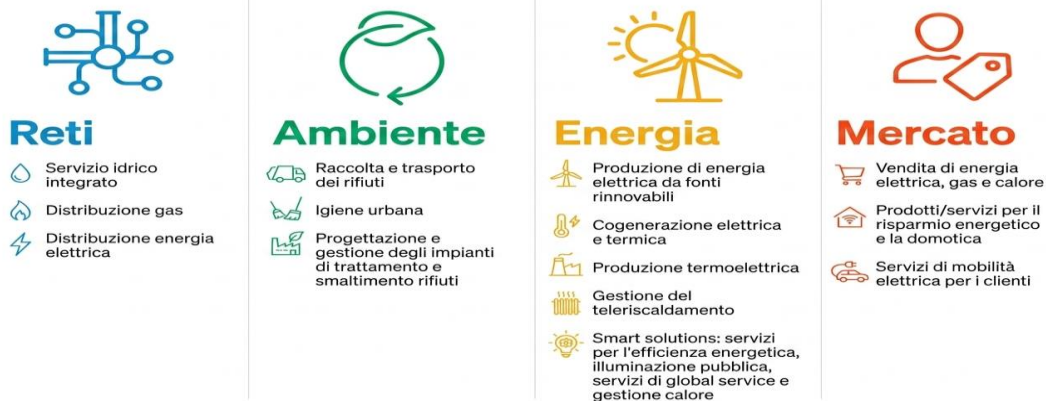 Reti
Servizio idrico
integrato
Distribuzione gas
Distribuzione energia
elettrica
Ambiente
Raccolta e trasporto
dei rifiuti
Igiene urbana
Progettazione e
gestione degli impianti
di trattamento e
smaltimento rifiuti
Energia
Produzione di energia
elettrica da fonti
rinnovabili
Cogenerazione elettrica
e termica
Produzione termoelettrica
Gestione del
teleriscaldamento
Smart solutions: servizi
per l'efficienza energetica,
illuminazione pubblica,
servizi di global service e
gestione calore
Mercato
Vendita di energia
elettrica, gas e calore
Prodotti/servizi per il
risparmio energetico
e la domotica
Servizi di mobilità
elettrica per i clienti